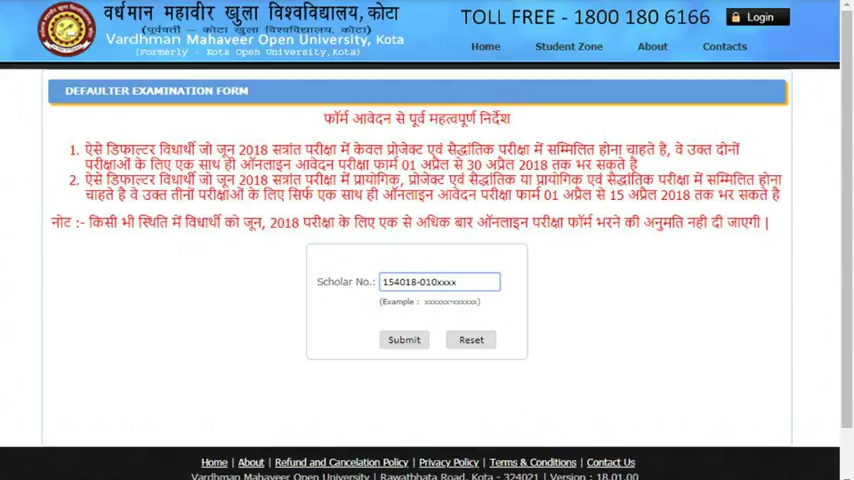 वर्धमान महावीर खुला विश्वविद्यालय, कोटा
(पूर्ववर्ती - कोटा खुला विश्वविद्यालय, कोटा)
Vardhman Mahaveer Open University, Kota
(Formerly - Kota Open University, Kota)
TOLL FREE - 1800 180 6166
Login
Home Student Zone About Contacts
DEFAULTER EXAMINATION FORM
फॉर्म आवेदन से पूर्व महत्वपूर्ण निर्देश
1. ऐसे डिफाल्टर विधार्थी जो जून 2018 सत्रांत परीक्षा में केवल प्रोजेक्ट एवं सैद्धांतिक परीक्षा में सम्मिलित होना चाहते है, वे उक्त दोनों
परीक्षाओं के लिए एक साथ ही ऑनलाइन आवेदन परीक्षा फार्म 01 अप्रैल से 30 अप्रैल 2018 तक भर सकते है
2. ऐसे डिफाल्टर विधार्थी जो जून 2018 सत्रांत परीक्षा में प्रायोगिक, प्रोजेक्ट एवं सैद्धांतिक या प्रायोगिक एवं सैद्धांतिक परीक्षा में सम्मिलित होना
चाहते है वे उक्त तीनों परीक्षाओं के लिए सिर्फ एक साथ ही ऑनलाइन आवेदन परीक्षा फार्म 01 अप्रैल से 15 अप्रैल 2018 तक भर सकते है
नोट :- किसी भी स्थिति में विधार्थी को जून, 2018 परीक्षा के लिए एक से अधिक बार ऑनलाइन परीक्षा फॉर्म भरने की अनुमति नही दी जाएगी |
Scholar No.: 154018-010xxxx
(Example : xxxxxx-xxxxxx)
Submit Reset
Home | About | Refund and Cancelation Policy | Privacy Policy | Terms & Conditions | Contact Us
Vardhman Mahaveer Open University | Rawatbhata Road, Kota - 324021 | Version : 18.01.00